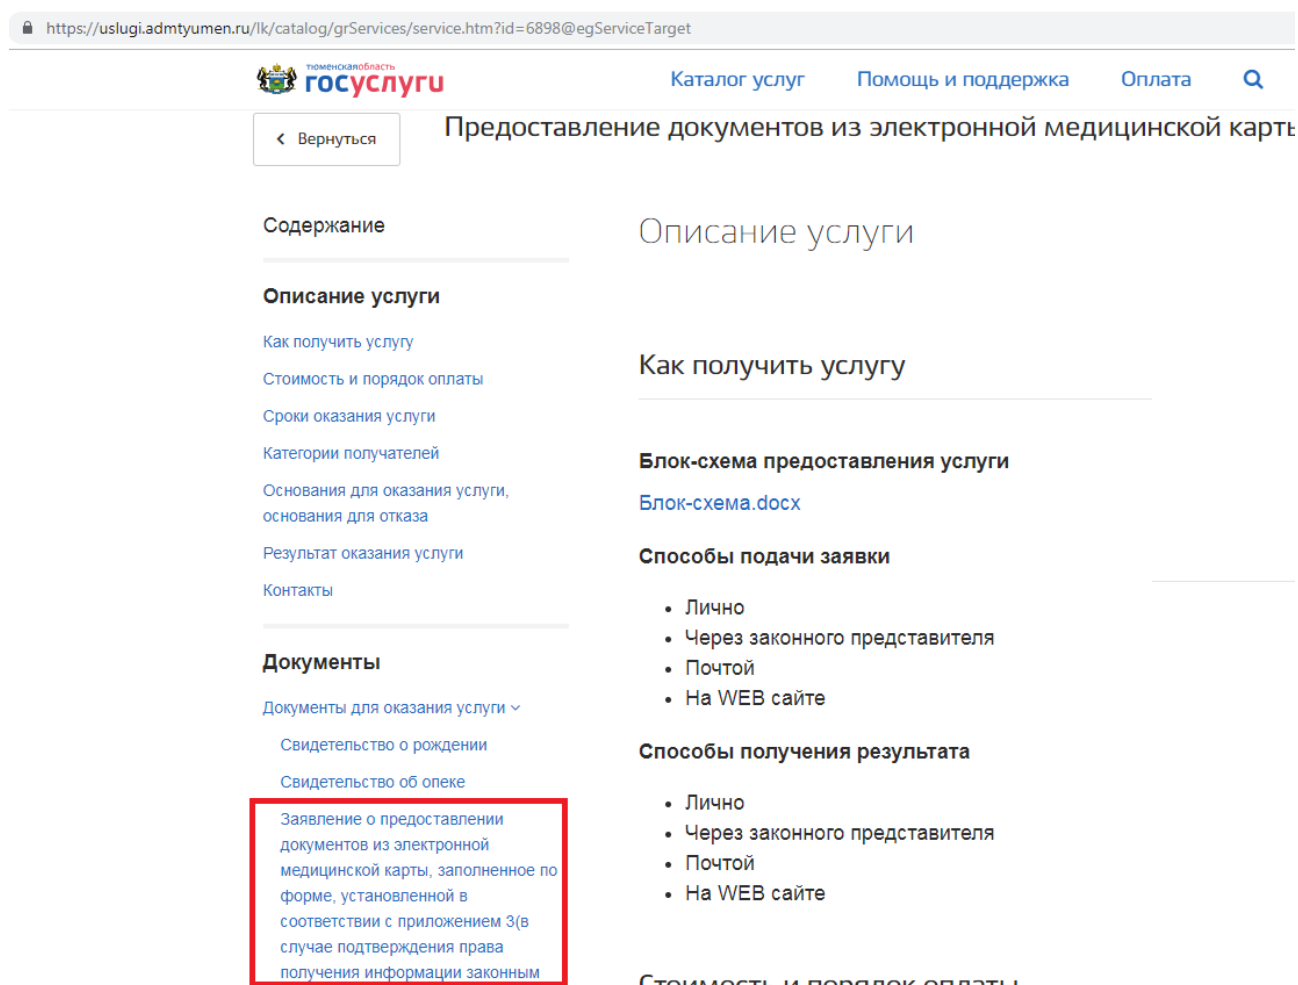 https://uslugi.admtyumen.ru/lk/catalog/grServices/service.htm?id=6898@egServiceTarget
тюменскаяобласть
госуслуги
Каталог услуг
Помощь и поддержка
Оплата
Вернуться
Предоставление документов из электронной медицинской карты
Содержание
Описание услуги
Как получить услугу
Стоимость и порядок оплаты
Сроки оказания услуги
Категории получателей
Основания для оказания услуги,
основания для отказа
Результат оказания услуги
Контакты
Документы
Документы для оказания услуги
Свидетельство о рождении
Свидетельство об опеке
Заявление о предоставлении
документов из электронной
медицинской карты, заполненное по
форме, установленной в
соответствии с приложением 3(в
случае подтверждения права
получения информации законным
Описание услуги
Как получить услугу
Блок-схема предоставления услуги
Блок-схема.docx
Способы подачи заявки
• Лично
• Через законного представителя
• Почтой
• На WEB сайте
Способы получения результата
• Лично
• Через законного представителя
• Почтой
• На WEB сайте
Стоимость и порядок оплаты